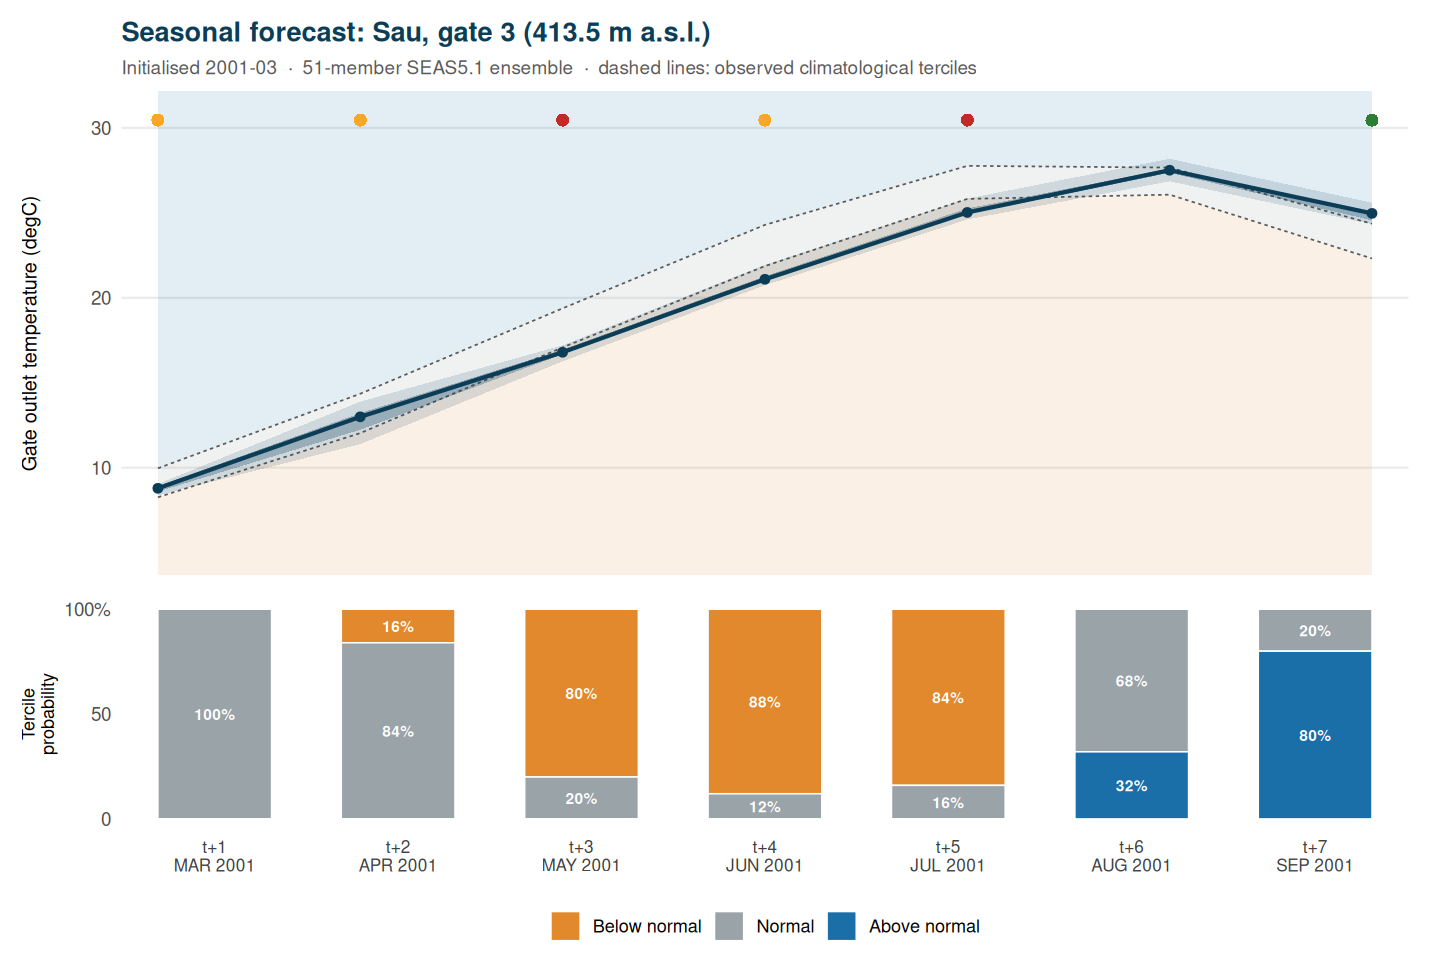 Seasonal forecast: Sau, gate 3 (413.5 m a.s.l.)
Initialised 2001-03 · 51-member SEAS5.1 ensemble · dashed lines: observed climatological terciles
Gate outlet temperature (degC)
30
20
10
Tercile
probability
100%
50
0
100%
16%
84%
80%
20%
88%
12%
84%
16%
68%
32%
20%
80%
t+1
MAR 2001
t+2
APR 2001
t+3
MAY 2001
t+4
JUN 2001
t+5
JUL 2001
t+6
AUG 2001
t+7
SEP 2001
Below normal
Normal
Above normal